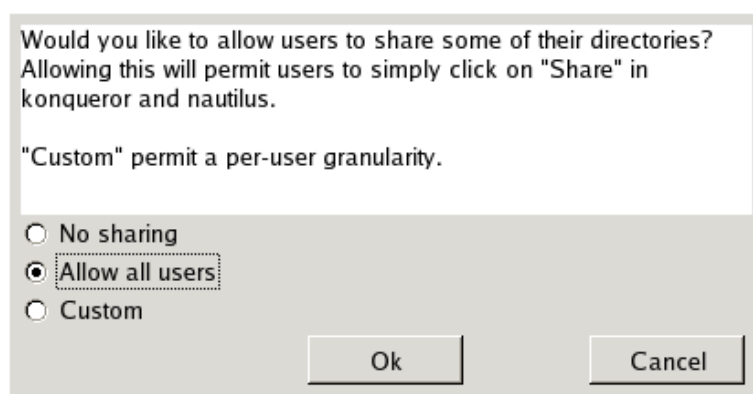 Would you like to allow users to share some of their directories?
Allowing this will permit users to simply click on "Share" in
konqueror and nautilus.
"Custom" permit a per-user granularity.
No sharing
Allow all users
Custom
Ok Cancel